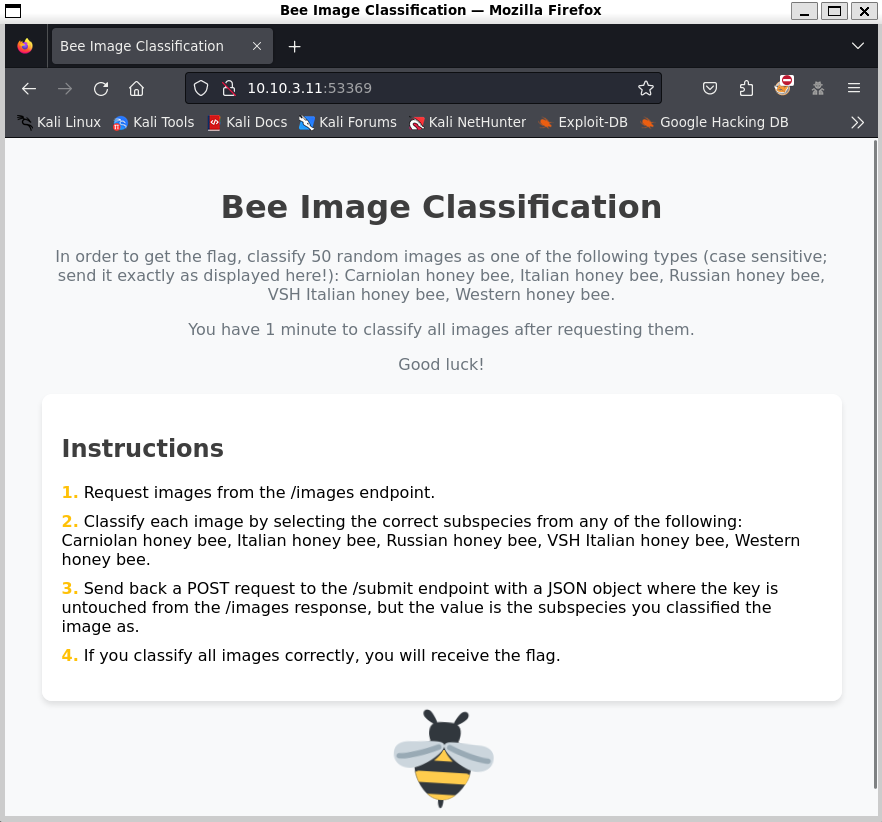 Bee Image Classification — Mozilla Firefox
Bee Image Classification
10.10.3.11:53369
Kali Linux Kali Tools Kali Docs Kali Forums Kali NetHunter Exploit-DB Google Hacking DB
Bee Image Classification
In order to get the flag, classify 50 random images as one of the following types (case sensitive;
send it exactly as displayed here!): Carniolan honey bee, Italian honey bee, Russian honey bee,
VSH Italian honey bee, Western honey bee.
You have 1 minute to classify all images after requesting them.
Good luck!
Instructions
1. Request images from the /images endpoint.
2. Classify each image by selecting the correct subspecies from any of the following:
Carniolan honey bee, Italian honey bee, Russian honey bee, VSH Italian honey bee, Western
honey bee.
3. Send back a POST request to the /submit endpoint with a JSON object where the key is
untouched from the /images response, but the value is the subspecies you classified the
image as.
4. If you classify all images correctly, you will receive the flag.